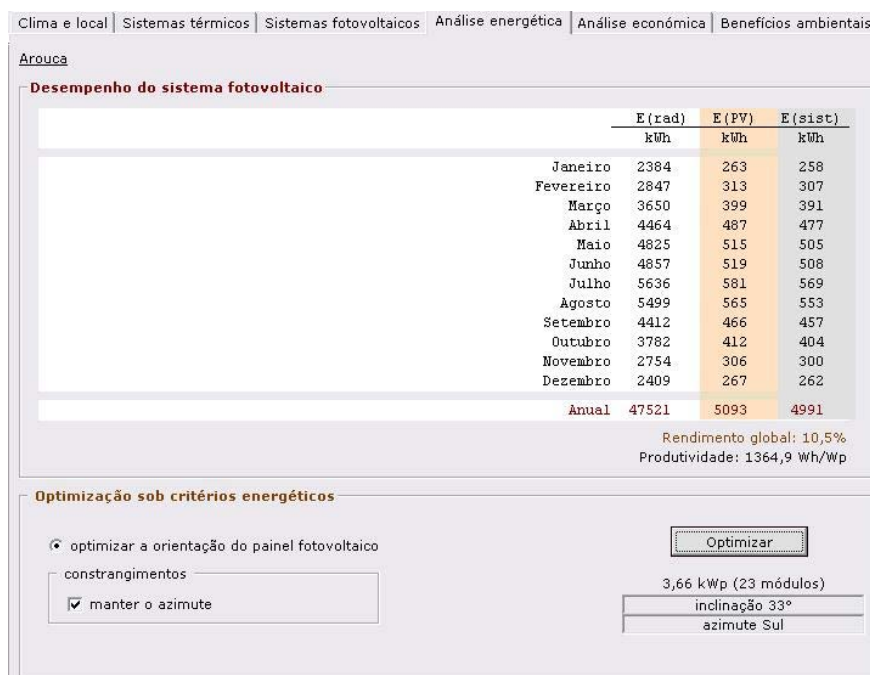 Clima e local Sistemas térmicos Sistemas fotovoltaicos Análise energética Análise económica Benefícios ambientais
Arouca
Desempenho do sistema fotovoltaico
E(rad) E(PV) E(sist)
kWh kWh kWh
Janeiro 2384 263 258
Fevereiro 2847 313 307
Março 3650 399 391
Abril 4464 487 477
Maio 4825 515 505
Junho 4857 519 508
Julho 5636 581 569
Agosto 5499 565 553
Setembro 4412 466 457
Outubro 3782 412 404
Novembro 2754 306 300
Dezembro 2409 267 262
Anual 47521 5093 4991
Rendimento global: 10,5%
Produtividade: 1364,9 Wh/Wp
Optimização sob critérios energéticos
optimizar a orientação do painel fotovoltaico
Optimizar
constrangimentos
manter o azimute
3,66 kWp (23 módulos)
inclinação 33°
azimute Sul